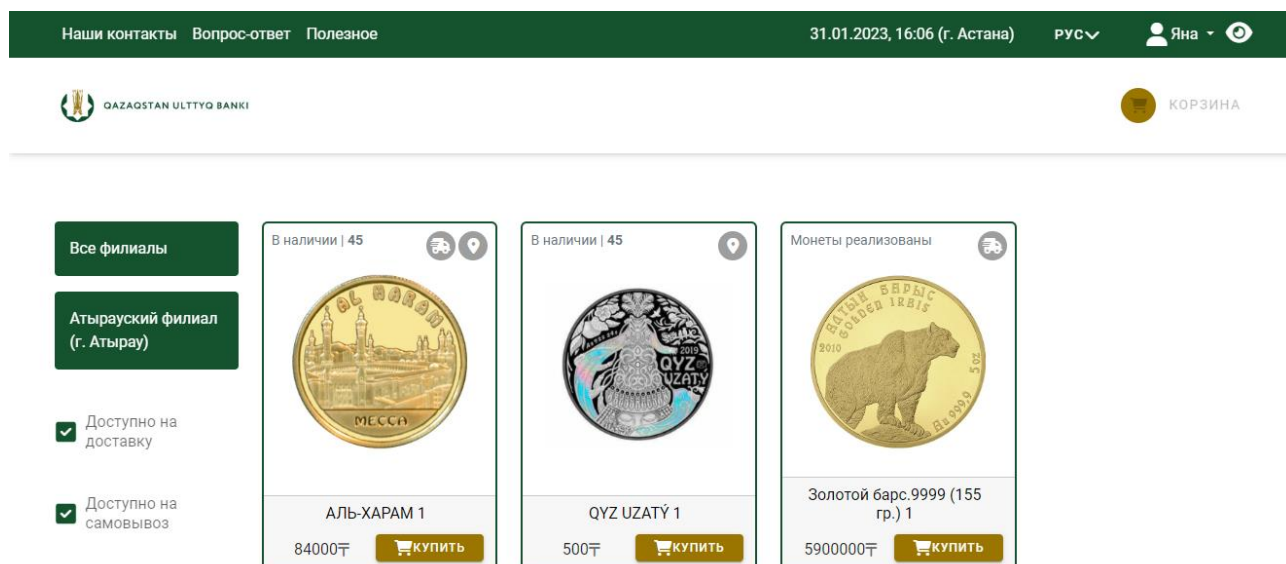 Наши контакты Вопрос-ответ Полезное 31.01.2023, 16:06 (г. Астана) РУС Яна
QAZAQSTAN ULTTYQ BANKI КОРЗИНА
Все филиалы
Атырауский филиал
(г. Атырау)
Доступно на
доставку
Доступно на
самовывоз
В наличии | 45
AL HARAM
МЕССА
АЛЬ-ХАРАМ 1
84000₸ КУПИТЬ
В наличии | 45
2019
QYZ
UZATÝ
QYZ UZATÝ 1
500₸ КУПИТЬ
Монеты реализованы
АЛТЫН БАРЫС
GOLDEN IRBIS
2010
5 oz
Au 999,9
Золотой барс.9999 (155
гр.) 1
5900000₸ КУПИТЬ